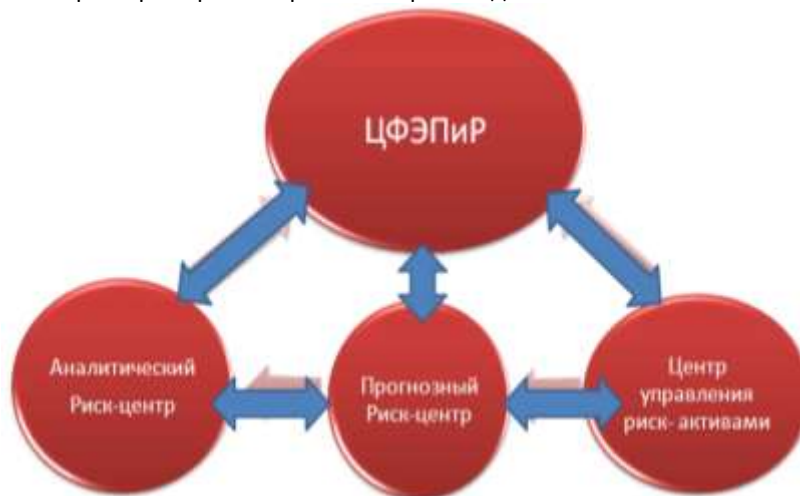 ЦФЭПиР
Аналитический
Риск-центр
Прогнозный
Риск-центр
Центр
управления
риск- активами